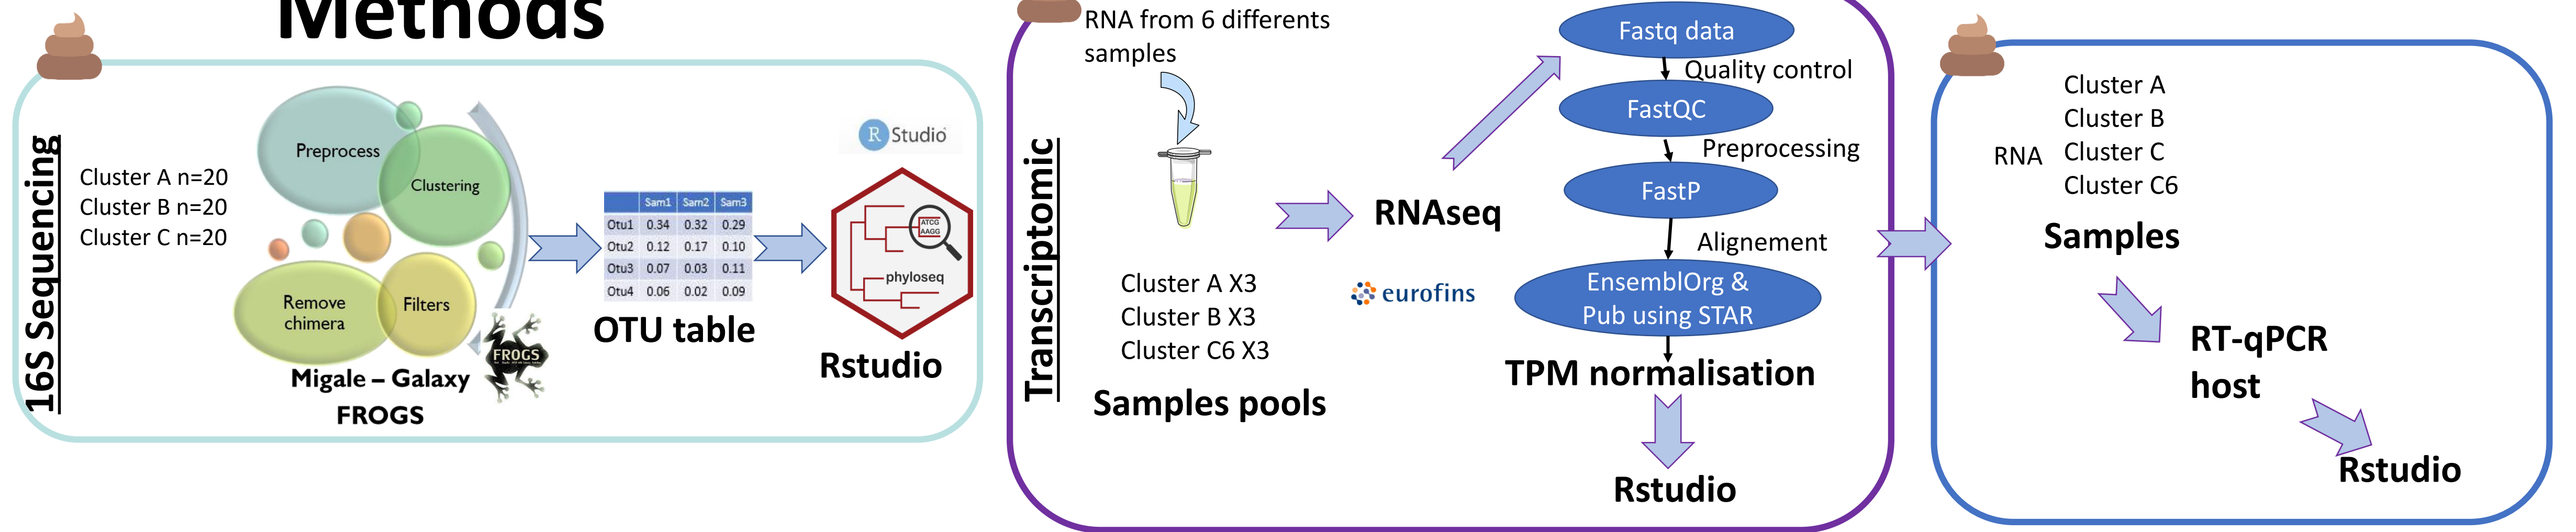 Methods
16S Sequencing
Cluster A n=20
Cluster B n=20
Cluster C n=20
Preprocess
Clustering
Remove
chimera
Filters
FROGS
Migale – Galaxy
FROGS
Sam1 Sam2 Sam3
Otu1 0.34 0.32 0.29
Otu2 0.12 0.17 0.10
Otu3 0.07 0.03 0.11
Otu4 0.06 0.02 0.09
OTU table
R Studio
ATCG
AAGG
phyloseq
Rstudio
Transcriptomic
RNA from 6 differents
samples
Cluster A X3
Cluster B X3
Cluster C6 X3
Samples pools
RNAseq
eurofins
Fastq data
Quality control
FastQC
Preprocessing
FastP
Alignement
EnsemblOrg &
Pub using STAR
TPM normalisation
Rstudio
RNA
Cluster A
Cluster B
Cluster C
Cluster C6
Samples
RT-qPCR
host
Rstudio